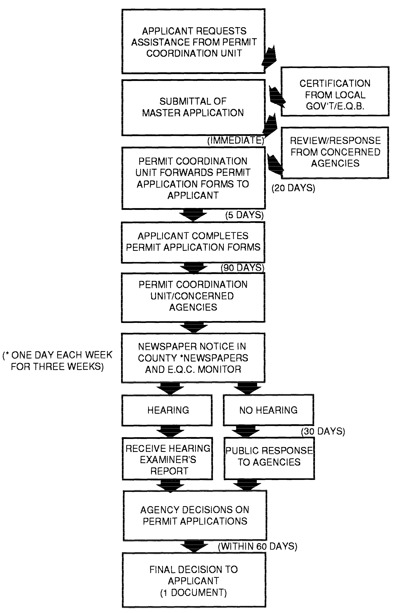 APPLICANT REQUESTS
ASSISTANCE FROM PERMIT
COORDINATION UNIT
CERTIFICATION
FROM LOCAL
GOV'T/E.Q.B.
SUBMITTAL OF
MASTER APPLICATION
(IMMEDIATE)
REVIEW/RESPONSE
FROM CONCERNED
AGENCIES
(20 DAYS)
PERMIT COORDINATION
UNIT FORWARDS PERMIT
APPLICATION FORMS TO
APPLICANT
(5 DAYS)
APPLICANT COMPLETES
PERMIT APPLICATION FORMS
(90 DAYS)
PERMIT COORDINATION
UNIT/CONCERNED
AGENCIES
(* ONE DAY EACH WEEK
FOR THREE WEEKS)
NEWSPAPER NOTICE IN
COUNTY *NEWSPAPERS
AND E.Q.C. MONITOR
HEARING
NO HEARING
(30 DAYS)
RECEIVE HEARING
EXAMINER'S
REPORT
PUBLIC RESPONSE
TO AGENCIES
AGENCY DECISIONS ON
PERMIT APPLICATIONS
(WITHIN 60 DAYS)
FINAL DECISION TO
APPLICANT
(1 DOCUMENT)